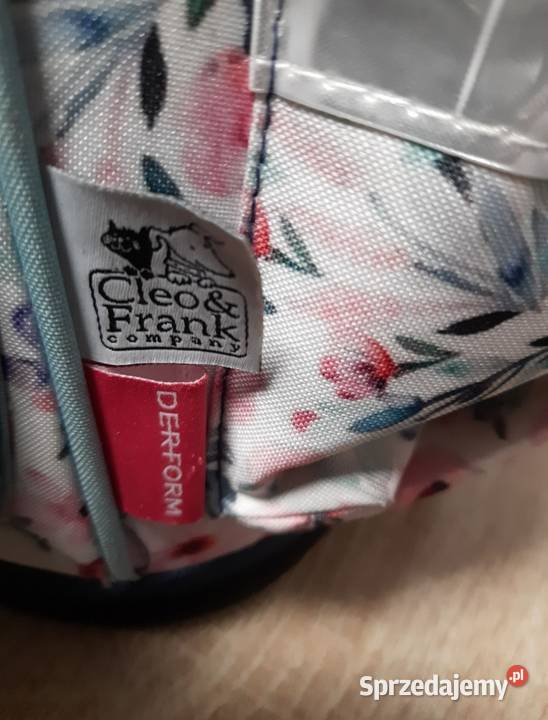 Cleo &
Frank
company
DERFORM
Sprzedajemy.pl